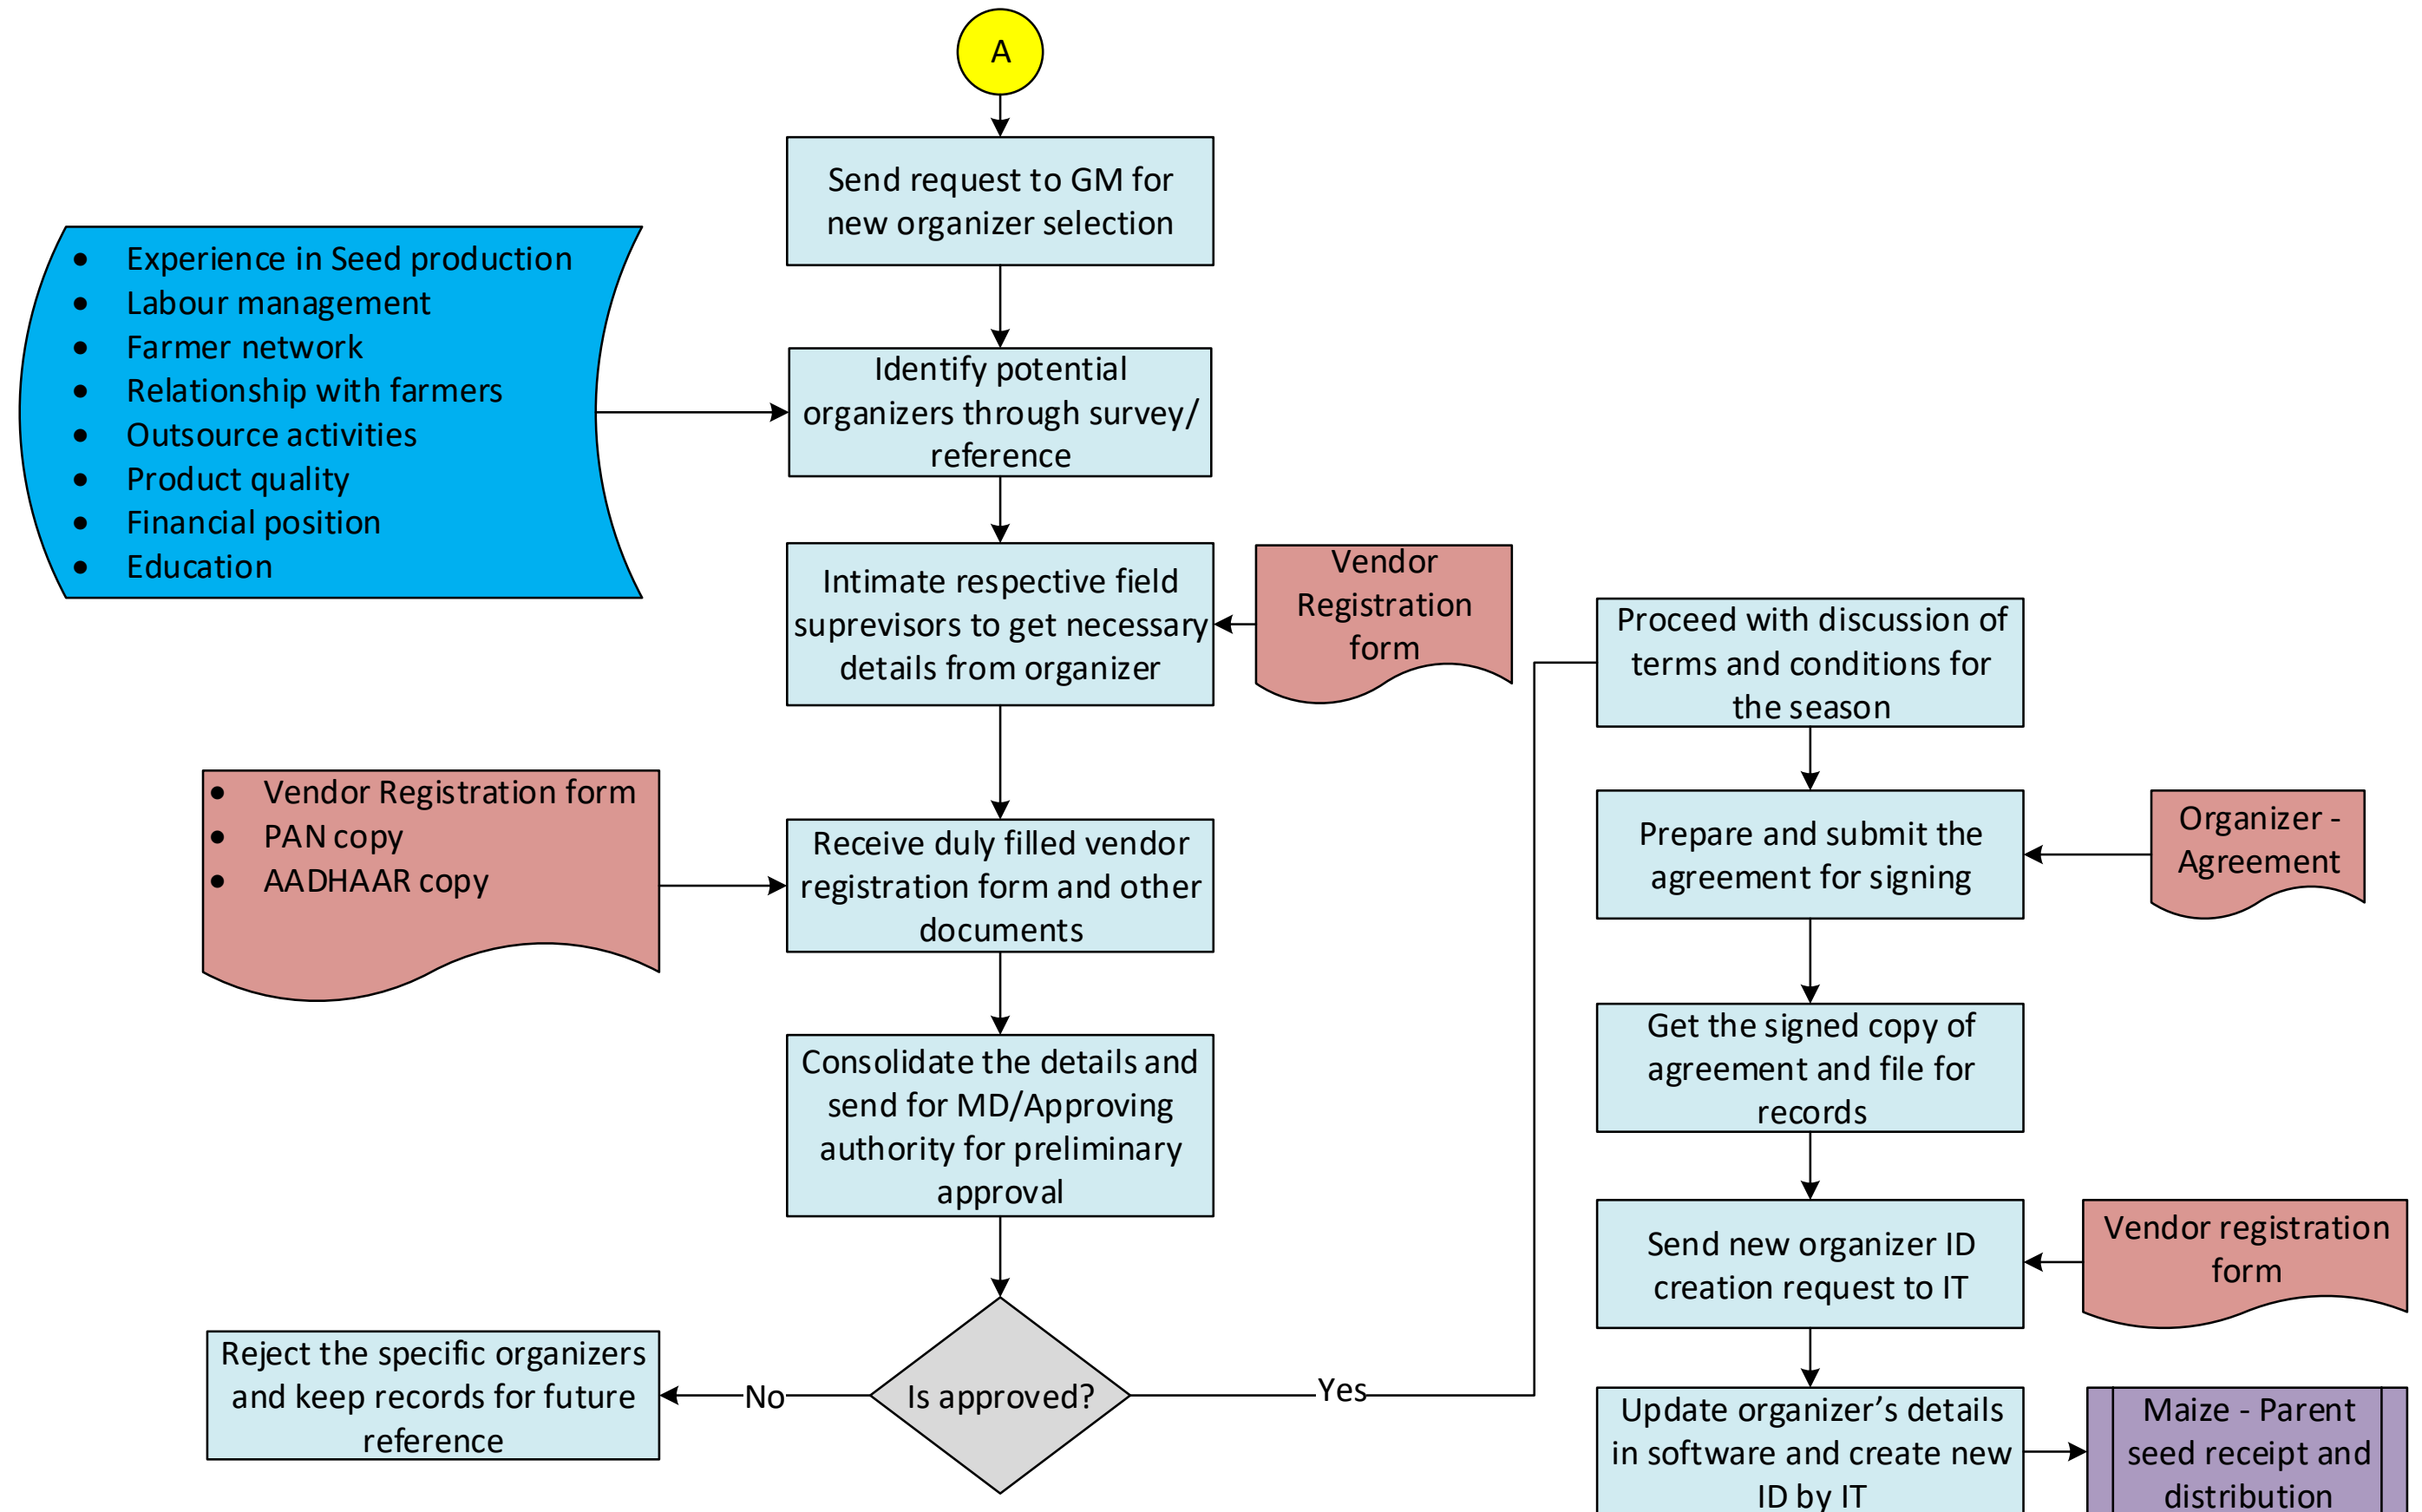 A
Send request to GM for
new organizer selection
• Experience in Seed production
• Labour management
• Farmer network
• Relationship with farmers
• Outsource activities
• Product quality
• Financial position
• Education
Identify potential
organizers through survey/
reference
Intimate respective field
suprevisors to get necessary
details from organizer
Vendor
Registration
form
• Vendor Registration form
• PAN copy
• AADHAAR copy
Receive duly filled vendor
registration form and other
documents
Consolidate the details and
send for MD/Approving
authority for preliminary
approval
Is approved?
No
Reject the specific organizers
and keep records for future
reference
Yes
Proceed with discussion of
terms and conditions for
the season
Prepare and submit the
agreement for signing
Organizer -
Agreement
Get the signed copy of
agreement and file for
records
Send new organizer ID
creation request to IT
Vendor registration
form
Update organizer’s details
in software and create new
ID by IT
Maize - Parent
seed receipt and
distribution